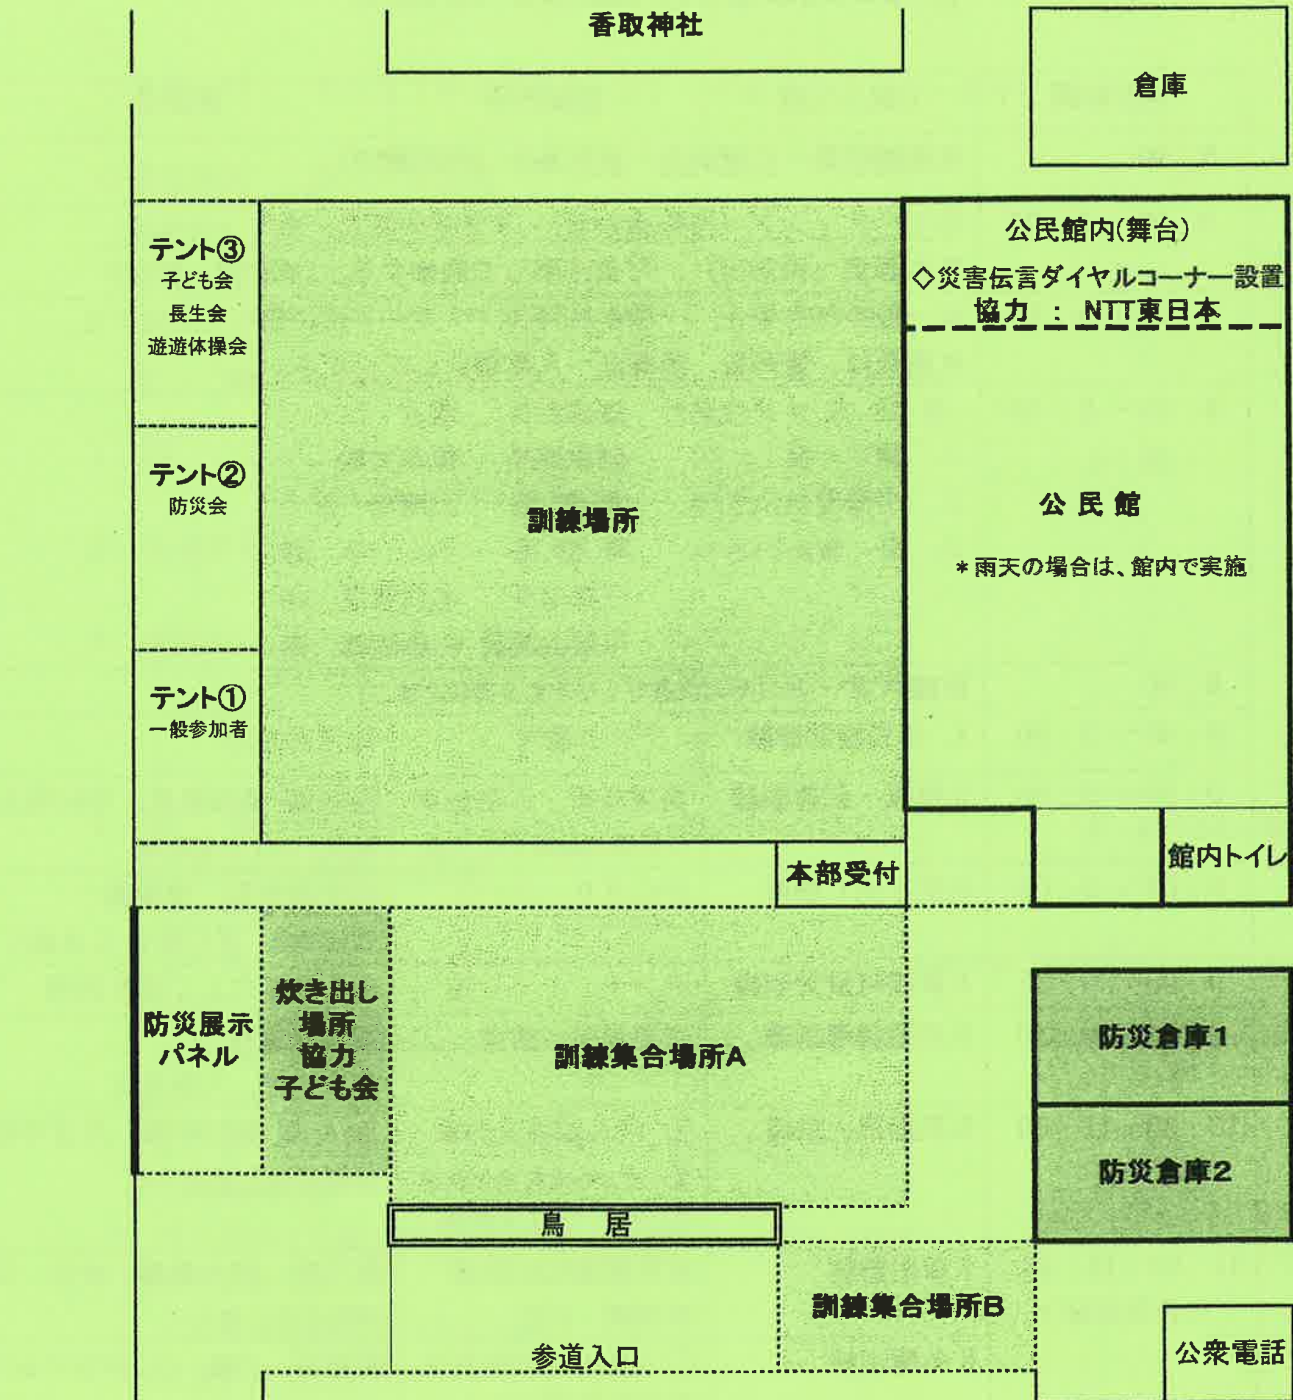 香取神社
倉庫
テント③
子ども会
長生会
遊遊体操会
公民館内(舞台)
◇災害伝言ダイヤルコーナー設置
協力 : NTT東日本
テント②
防災会
訓練場所
公民館
*雨天の場合は、館内で実施
テント①
一般参加者
本部受付
館内トイレ
防災展示
パネル
炊き出し
場所
協力
子ども会
訓練集合場所A
防災倉庫1
防災倉庫2
鳥 居
訓練集合場所B
参道入口
公衆電話